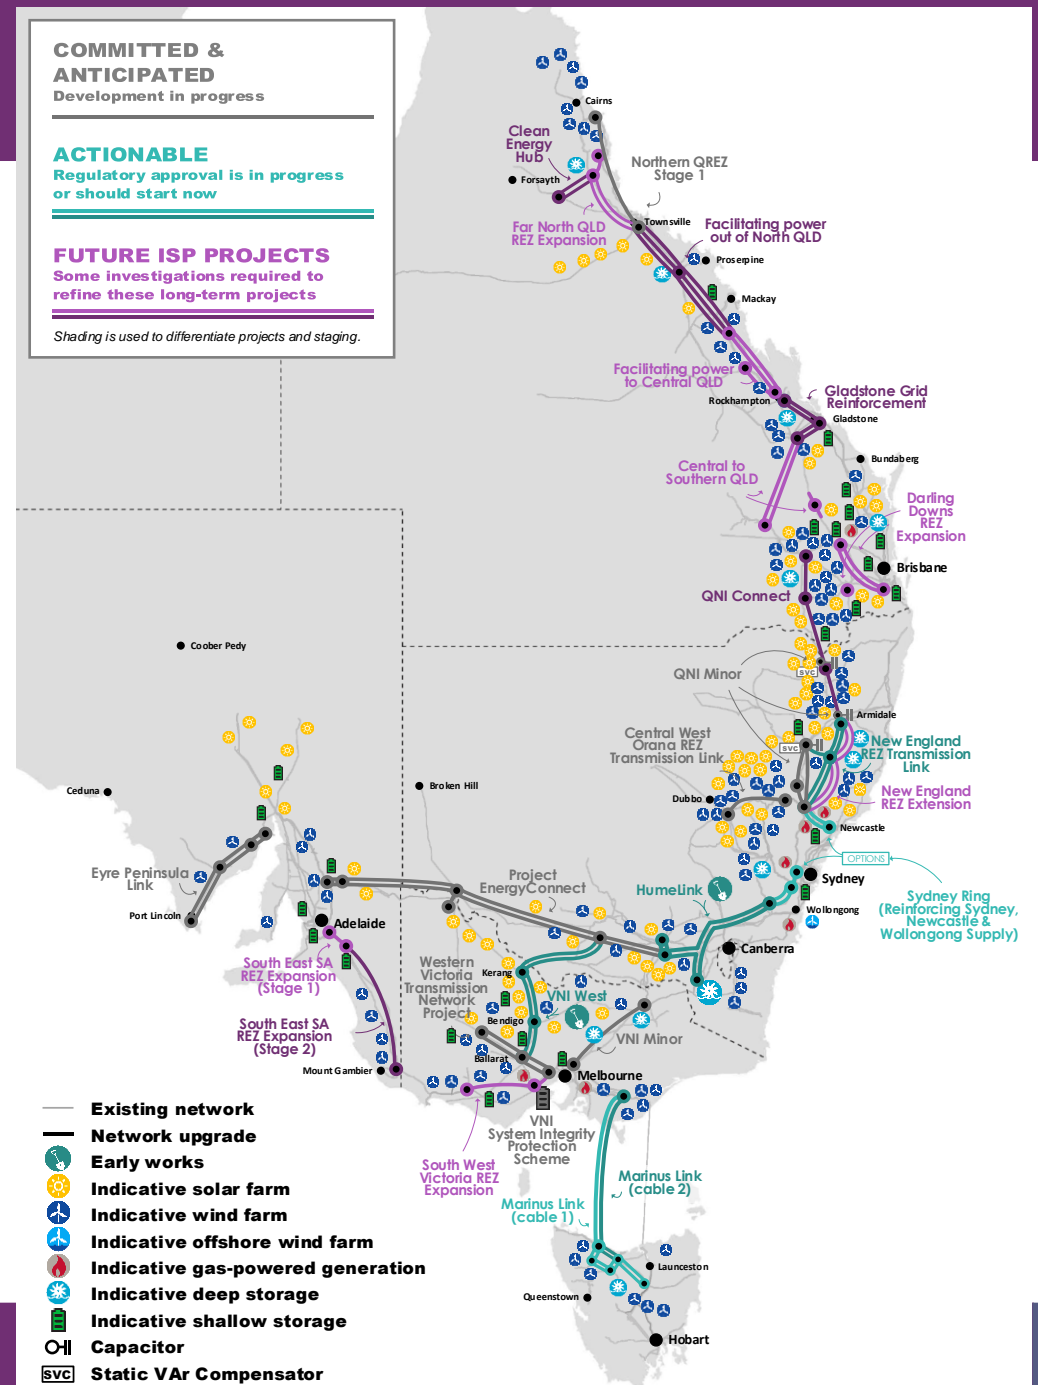 COMMITTED &
ANTICIPATED
Development in progress
ACTIONABLE
Regulatory approval is in progress
or should start now
FUTURE ISP PROJECTS
Some investigations required to
refine these long-term projects
Shading is used to differentiate projects and staging.
Cairns
Clean
Energy
Hub
Forsayth
Northern QREZ
Stage 1
Far North QLD
REZ Expansion
Townsville
Facilitating power
out of North QLD
Proserpine
Mackay
Facilitating power
to Central QLD
Rockhampton
Gladstone Grid
Reinforcement
Gladstone
Central to
Southern QLD
Bundaberg
Darling
Downs
REZ
Expansion
Brisbane
QNI Connect
Coober Pedy
QNI Minor
SVC
Armidale
Central West
Orana REZ
Transmission Link
SVC
New England
REZ Transmission
Link
New England
REZ Extension
Ceduna
Broken Hill
Dubbo
Newcastle
OPTIONS
Eyre Peninsula
Link
Port Lincoln
Project
EnergyConnect
HumeLink
Sydney
Wollongong
Sydney Ring
(Reinforcing Sydney,
Newcastle &
Wollongong Supply)
Adelaide
Canberra
South East SA
REZ Expansion
(Stage 1)
Western
Victoria
Transmission
Network
Project
Kerang
VNI West
Bendigo
South East SA
REZ Expansion
(Stage 2)
VNI Minor
Ballarat
Mount Gambier
Melbourne
VNI
System Integrity
Protection
Scheme
South West
Victoria REZ
Expansion
Marinus Link
(cable 2)
Marinus Link
(cable 1)
Launceston
Queenstown
Hobart
Existing network
Network upgrade
Early works
Indicative solar farm
Indicative wind farm
Indicative offshore wind farm
Indicative gas-powered generation
Indicative deep storage
Indicative shallow storage
Capacitor
SVC Static VAr Compensator